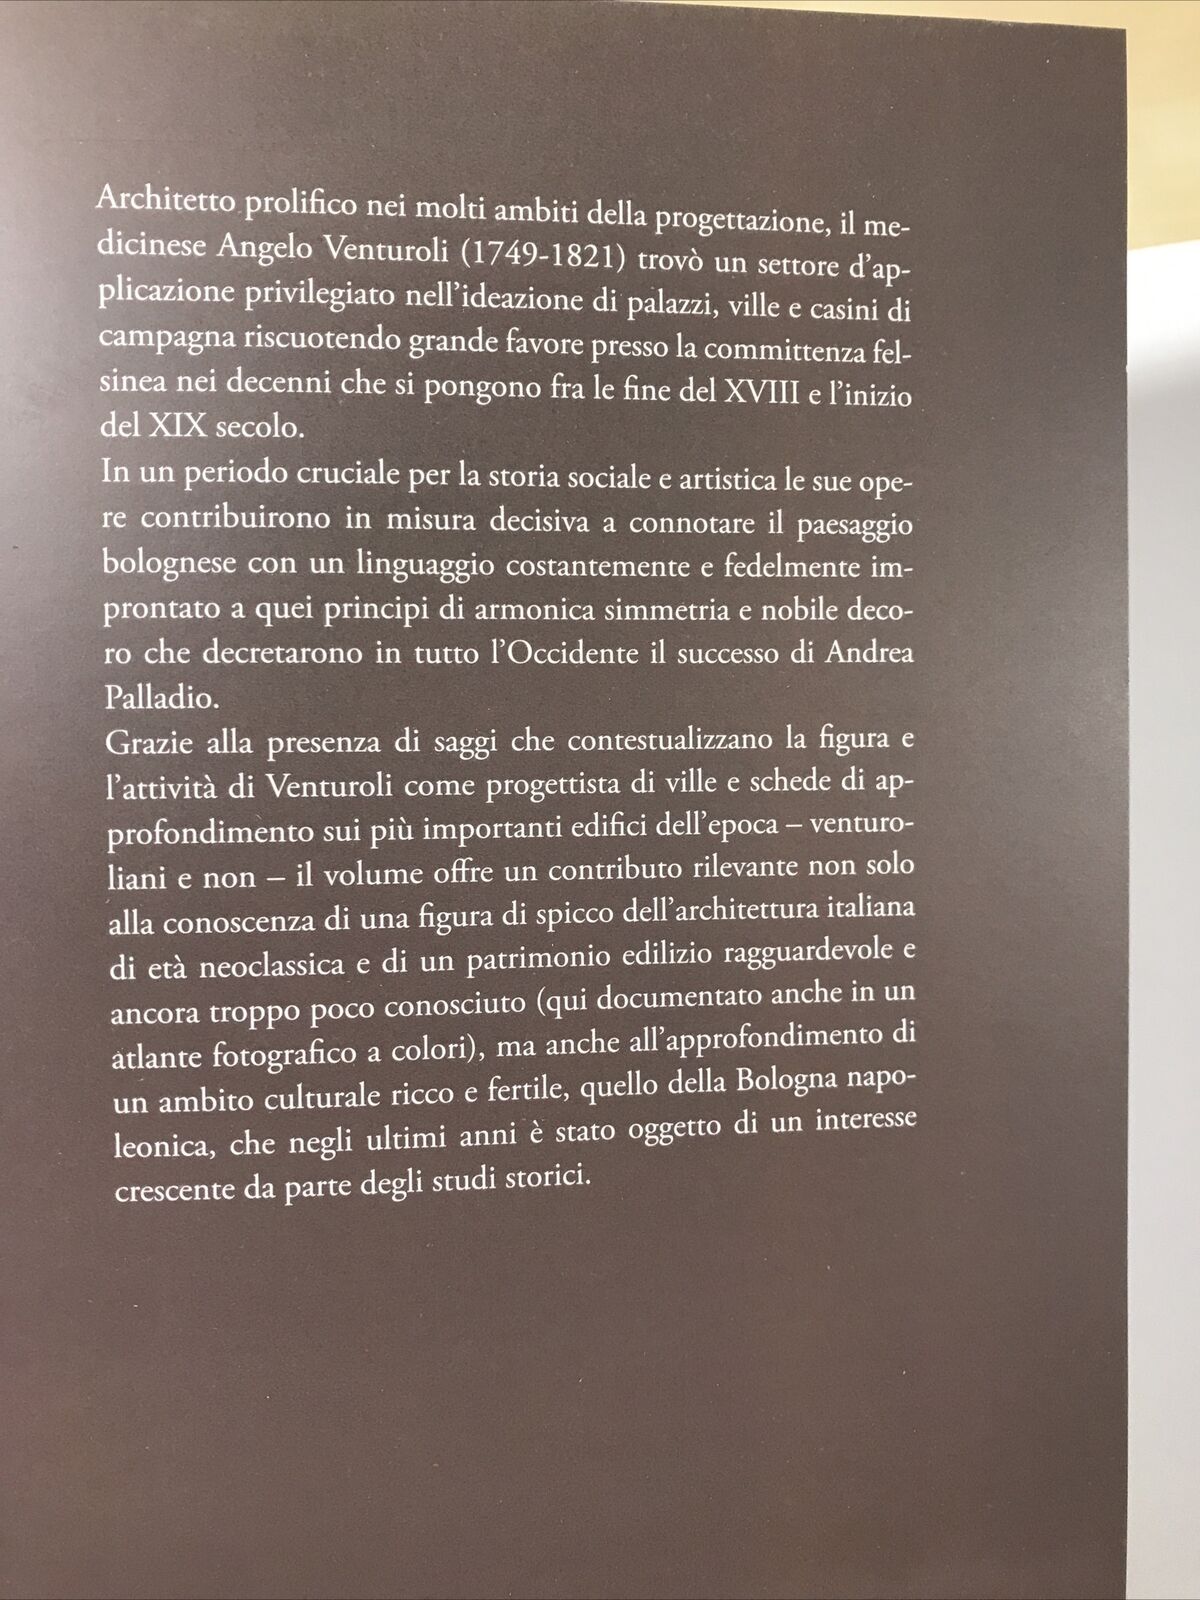 Architetto prolifico nei molti ambiti della progettazione, il me-
dicinese Angelo Venturoli (1749-1821) trovò un settore d'ap-
plicazione privilegiato nell'ideazione di palazzi, ville e casini di
campagna riscuotendo grande favore presso la committenza fel-
sinea nei decenni che si pongono fra le fine del XVIII e l'inizio
del XIX secolo.
In un periodo cruciale per la storia sociale e artistica le sue ope-
re contribuirono in misura decisiva a connotare il paesaggio
bolognese con un linguaggio costantemente e fedelmente im-
prontato a quei principi di armonica simmetria e nobile deco-
ro che decretarono in tutto l'Occidente il successo di Andrea
Palladio.
Grazie alla presenza di saggi che contestualizzano la figura e
l'attività di Venturoli come progettista di ville e schede di ap-
profondimento sui più importanti edifici dell'epoca – venturo-
liani e non – il volume offre un contributo rilevante non solo
alla conoscenza di una figura di spicco dell'architettura italiana
di età neoclassica e di un patrimonio edilizio ragguardevole e
ancora troppo poco conosciuto (qui documentato anche in un
atlante fotografico a colori), ma anche all'approfondimento di
un ambito culturale ricco e fertile, quello della Bologna napo-
leonica, che negli ultimi anni è stato oggetto di un interesse
crescente da parte degli studi storici.